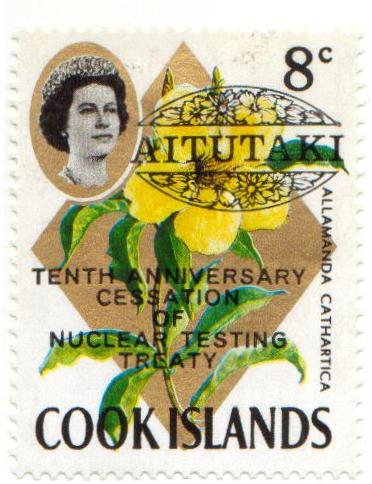 8c
AITUTAKI
ALLAMANDA CATHARTICA
TENTH ANNIVERSARY
CESSATION
OF
NUCLEAR TESTING
TREATY
COOK ISLANDS